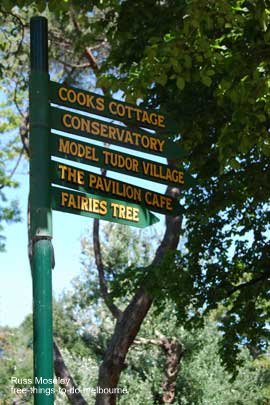 COOKS COTTAGE
CONSERVATORY
MODEL TUDOR VILLAGE
THE PAVILION CAFE
FAIRIES TREE
Russ Moseley
free-things-to-do-melbourne